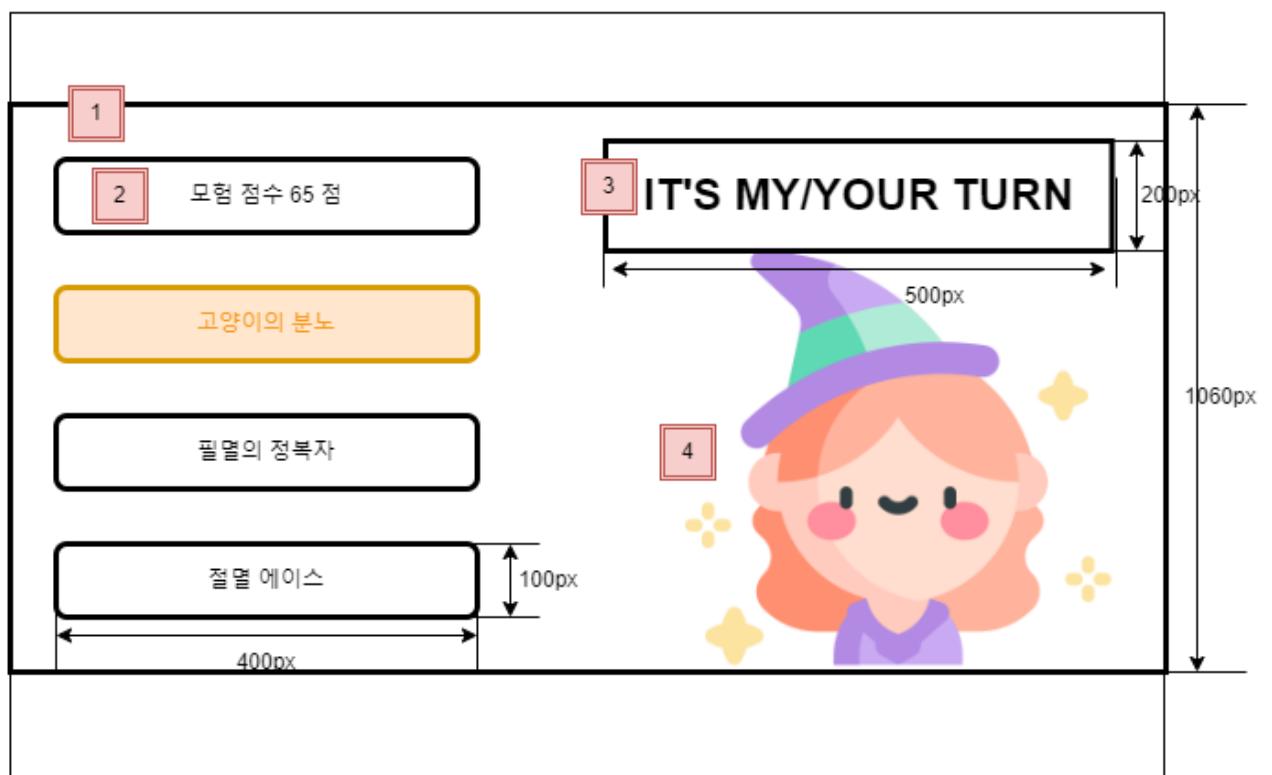 1
2
모험 점수 65 점
3
IT'S MY/YOUR TURN
200px
500px
고양이의 분노
1060px
4
필멸의 정복자
절멸 에이스
100px
400px